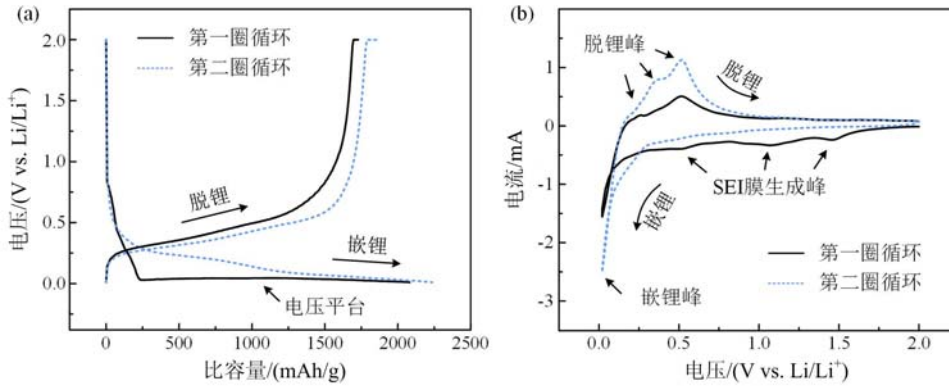 (a)
第一圈循环
第二圈循环
脱锂
嵌锂
电压平台
2.0
1.5
1.0
0.5
0.0
电压/(V vs. Li/Li⁺)
0
500
1000
1500
2000
2500
比容量/(mAh/g)
(b)
脱锂峰
脱锂
SEI膜生成峰
嵌锂
嵌锂峰
第一圈循环
第二圈循环
1
0
-1
-2
-3
电流/mA
0.0
0.5
1.0
1.5
2.0
电压/(V vs. Li/Li⁺)